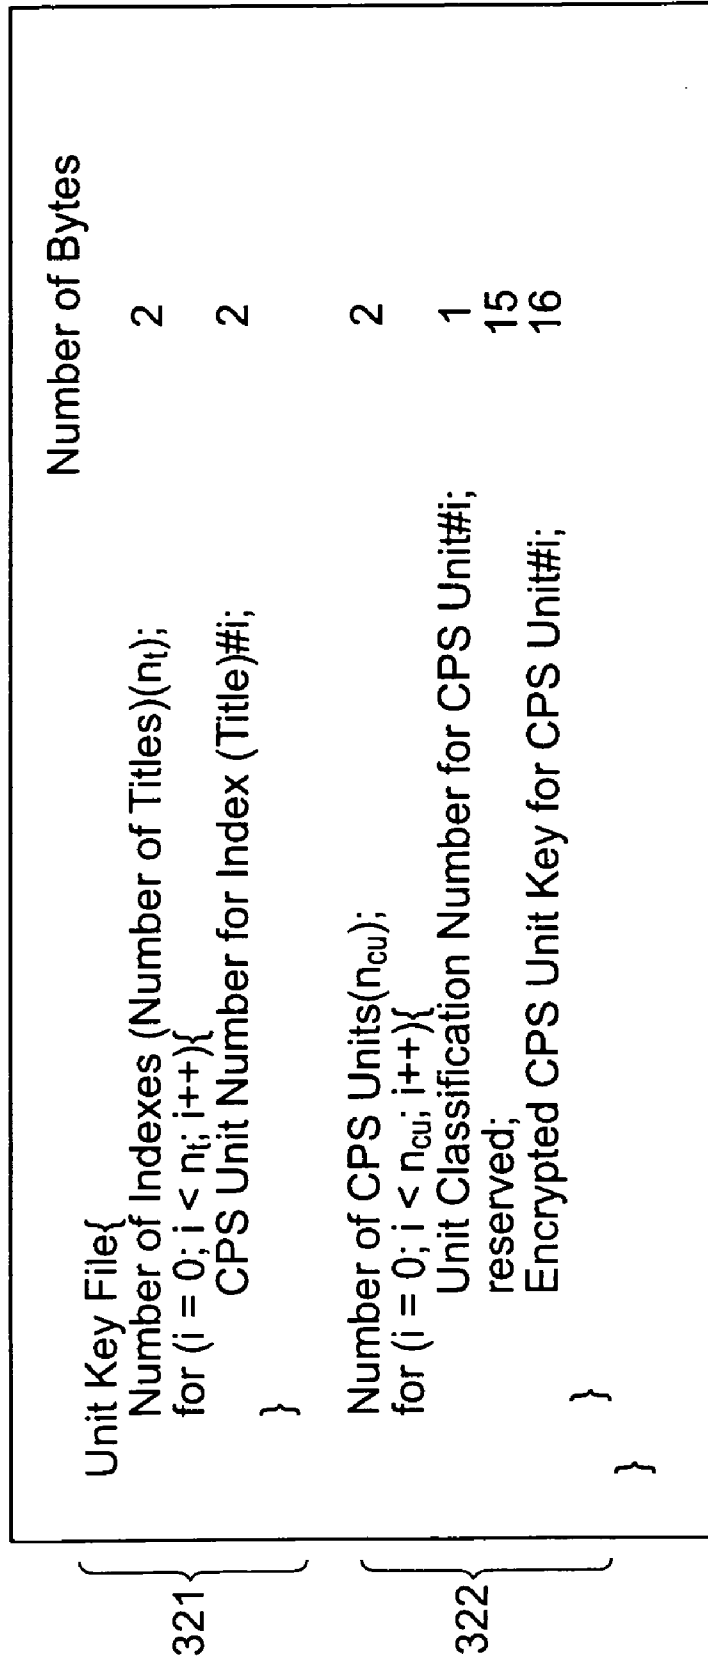 Number of Bytes
Unit Key File{
Number of Indexes (Number of Titles)(nt); 2
for (i = 0; i < nt; i++){
CPS Unit Number for Index (Title)#i; 2
}
Number of CPS Units(ncu); 2
for (i = 0; i < ncu; i++){
Unit Classification Number for CPS Unit#i; 1
reserved; 15
Encrypted CPS Unit Key for CPS Unit#i; 16
}
}
321
322